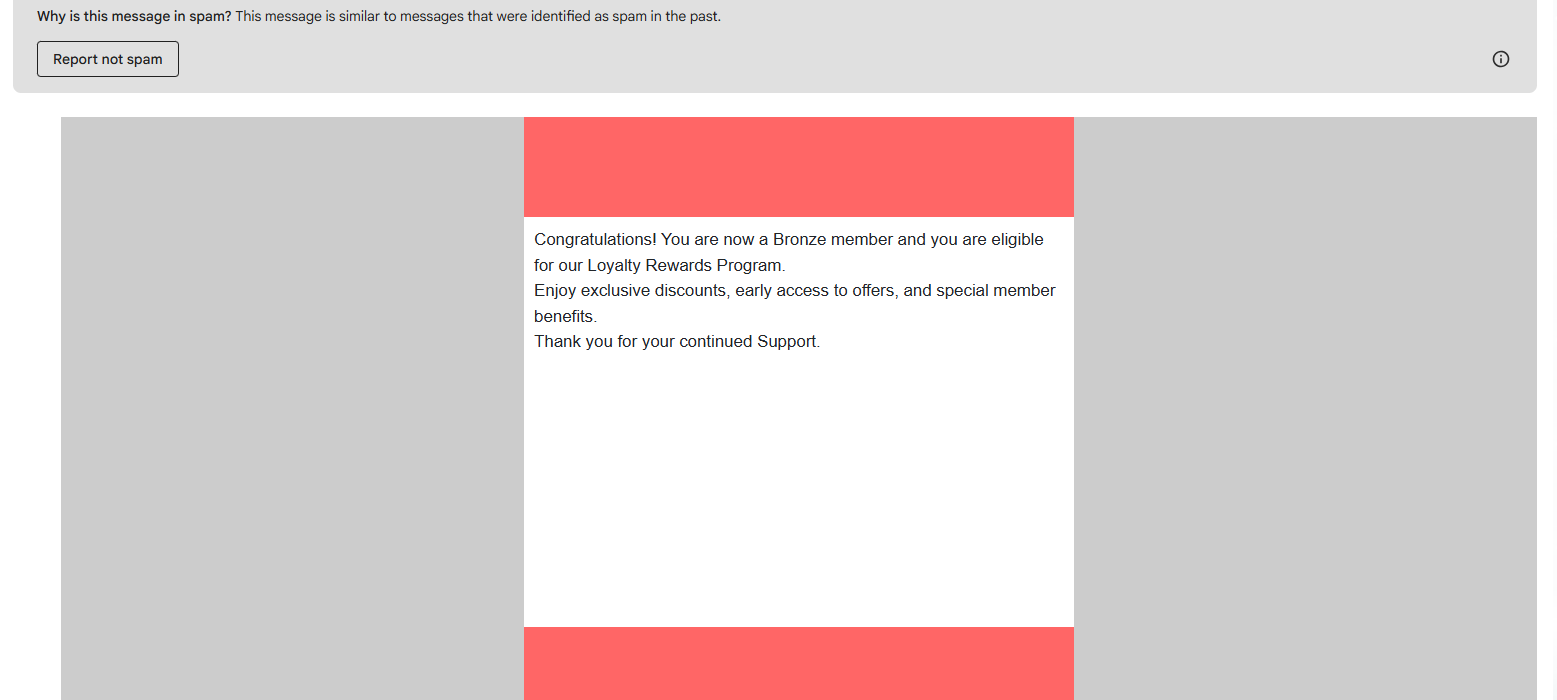 Why is this message in spam? This message is similar to messages that were identified as spam in the past.
Report not spam
Congratulations! You are now a Bronze member and you are eligible
for our Loyalty Rewards Program.
Enjoy exclusive discounts, early access to offers, and special member
benefits.
Thank you for your continued Support.